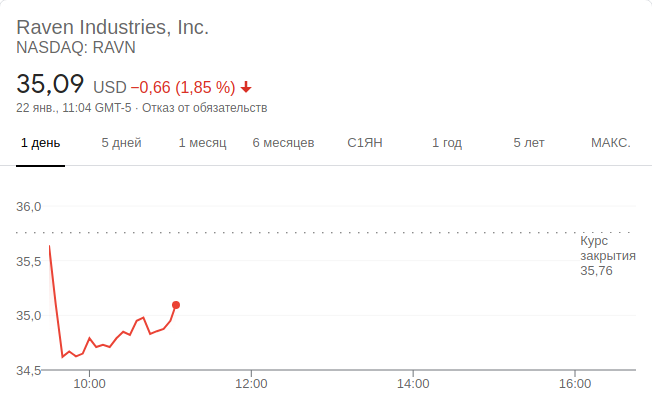 Raven Industries, Inc.
NASDAQ: RAVN
35,09 USD −0,66 (1,85 %)
22 янв., 11:04 GMT-5 · Отказ от обязательств
1 день 5 дней 1 месяц 6 месяцев С1ЯН 1 год 5 лет МАКС.
36,0
Курс
закрытия
35,76
35,5
35,0
34,5
10:00 12:00 14:00 16:00